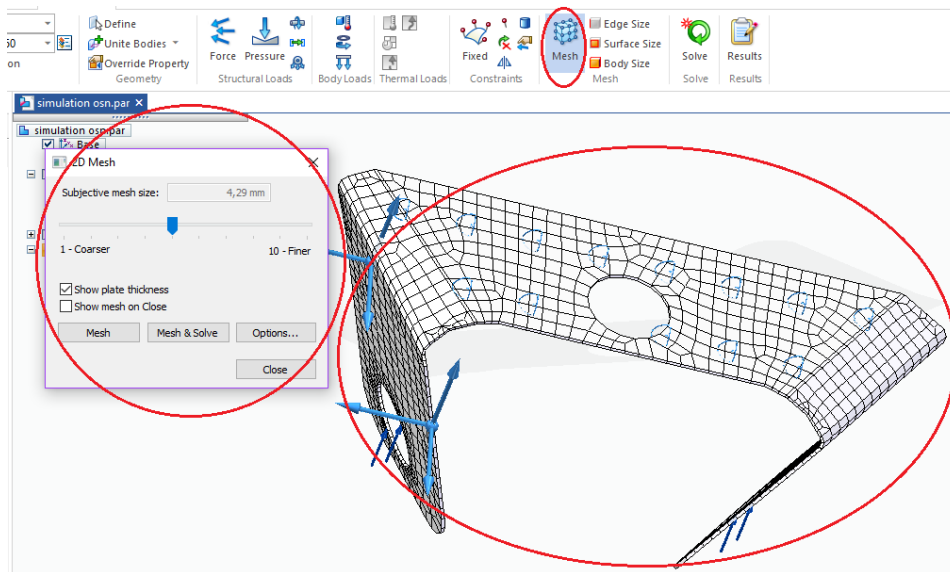 Define
Unite Bodies
Override Property
Geometry
Force
Pressure
Structural Loads
Body Loads
Thermal Loads
Fixed
Constraints
Mesh
Edge Size
Surface Size
Body Size
Mesh
Solve
Solve
Results
Results
simulation osn.par
simulation osn.par
Base
2D Mesh
Subjective mesh size:
4,29 mm
1 - Coarser
10 - Finer
Show plate thickness
Show mesh on Close
Mesh
Mesh & Solve
Options...
Close